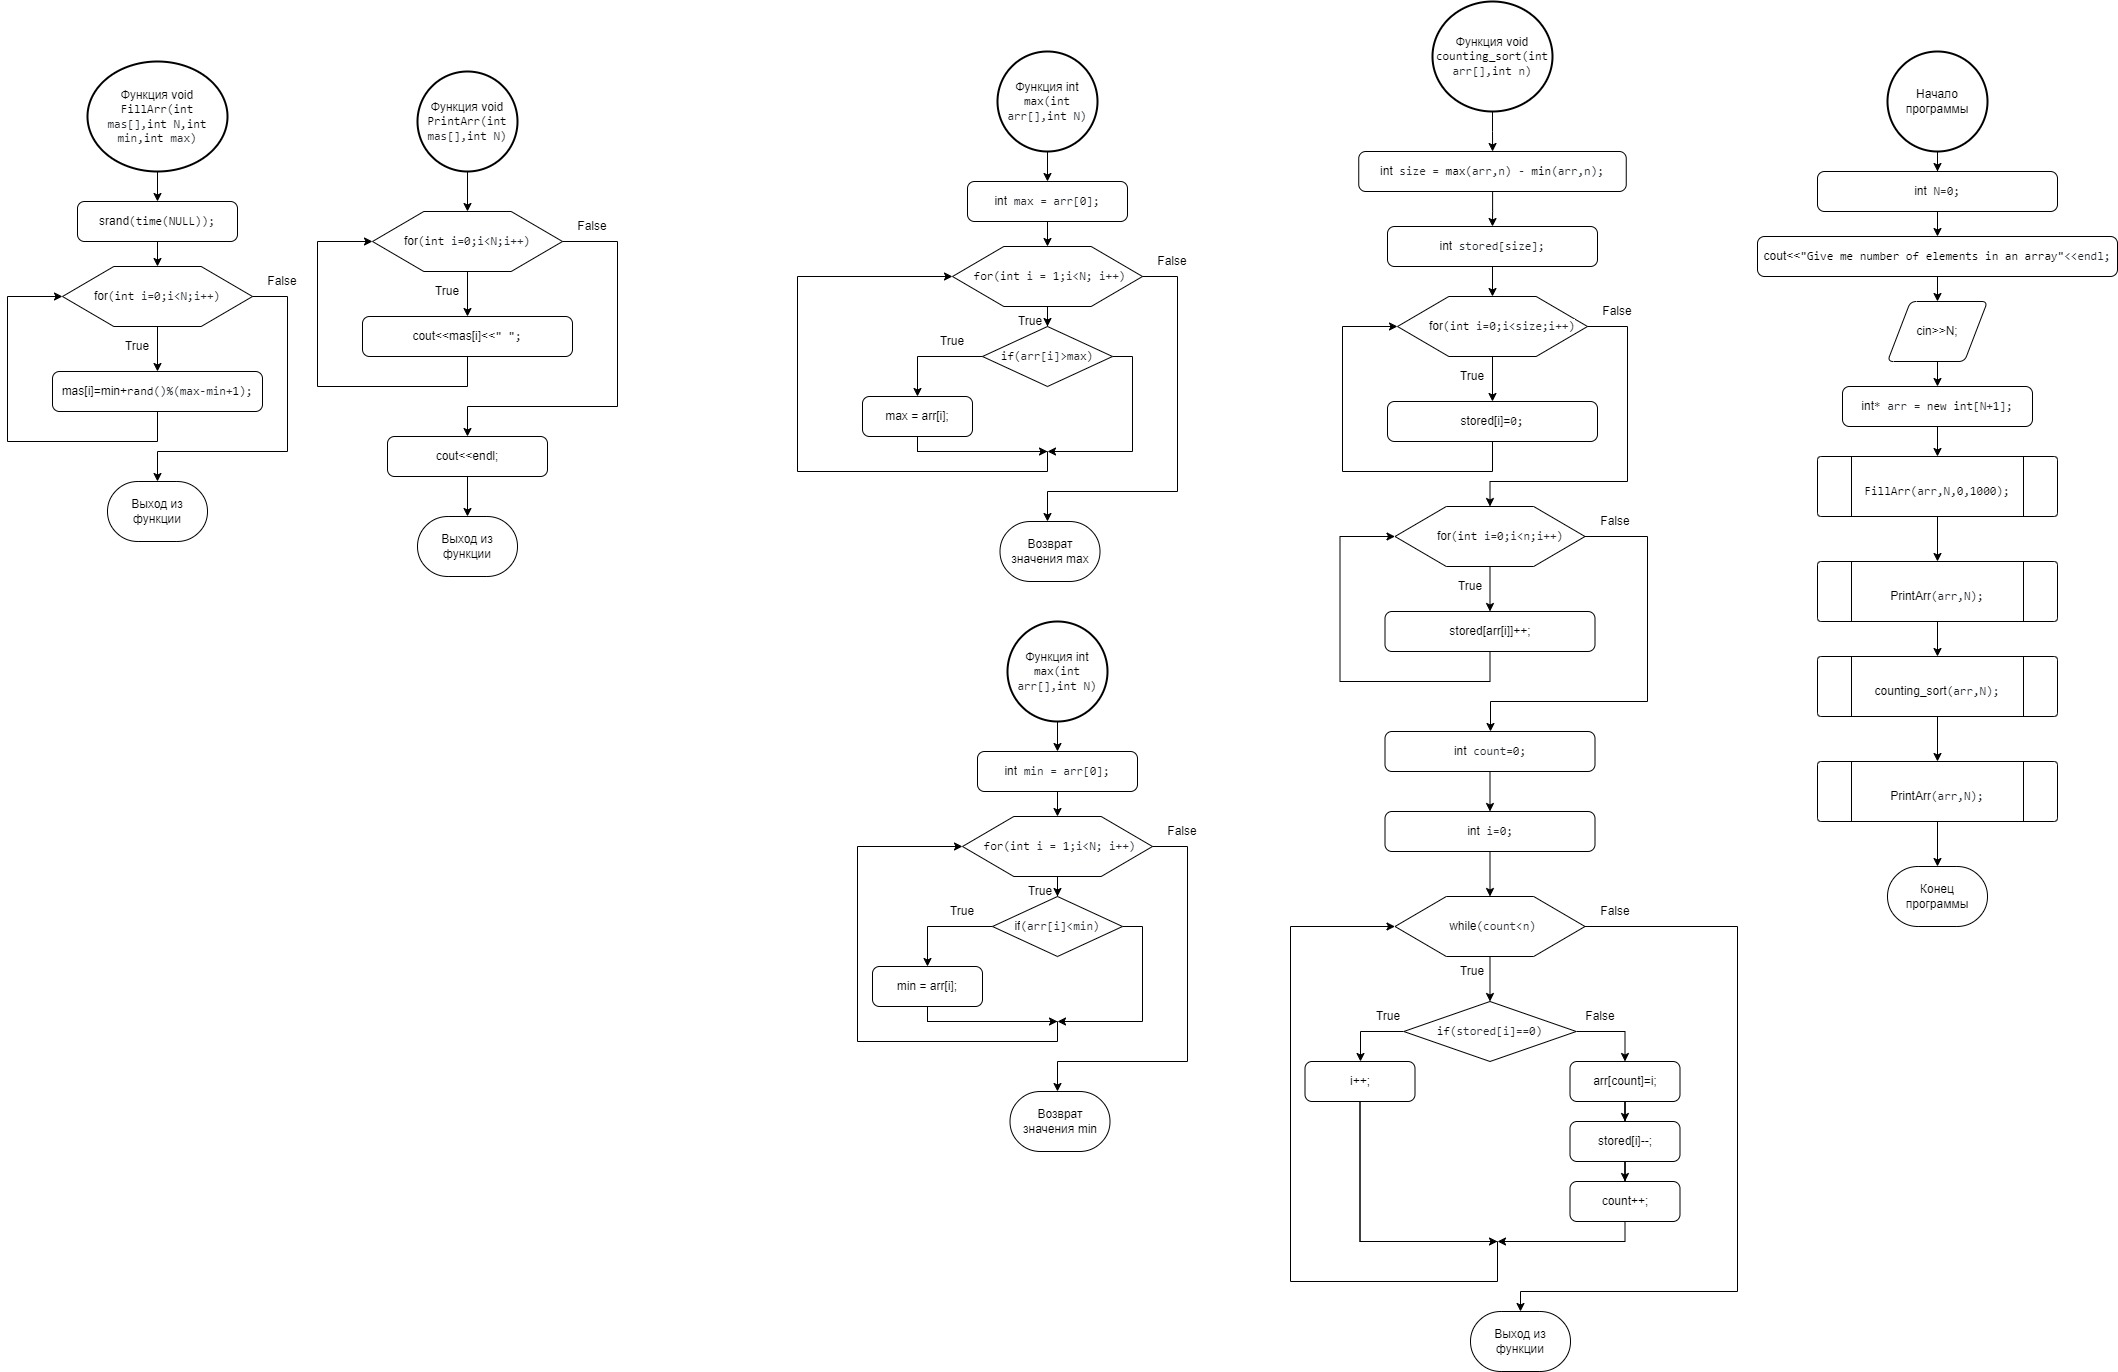 Функция void
FillArr(int
mas[],int N,int
min,int max)
srand(time(NULL));
for(int i=0;i<N;i++)
False
True
mas[i]=min+rand()%(max-min+1);
Выход из
функции
Функция void
PrintArr(int
mas[],int N)
for(int i=0;i<N;i++)
False
True
cout<<mas[i]<<" ";
cout<<endl;
Выход из
функции
Функция int
max(int
arr[],int N)
int max = arr[0];
for(int i = 1;i<N; i++)
False
True
if(arr[i]>max)
True
max = arr[i];
Возврат
значения max
Функция int
max(int
arr[],int N)
int min = arr[0];
for(int i = 1;i<N; i++)
False
True
if(arr[i]<min)
True
min = arr[i];
Возврат
значения min
Функция void
counting_sort(int
arr[],int n)
int size = max(arr,n) - min(arr,n);
int stored[size];
for(int i=0;i<size;i++)
False
True
stored[i]=0;
for(int i=0;i<n;i++)
False
True
stored[arr[i]]++;
int count=0;
int i=0;
while(count<n)
False
True
if(stored[i]==0)
True
False
i++;
arr[count]=i;
stored[i]--;
count++;
Выход из
функции
Начало
программы
int N=0;
cout<<"Give me number of elements in an array"<<endl;
cin>>N;
int* arr = new int[N+1];
FillArr(arr,N,0,1000);
PrintArr(arr,N);
counting_sort(arr,N);
PrintArr(arr,N);
Конец
программы